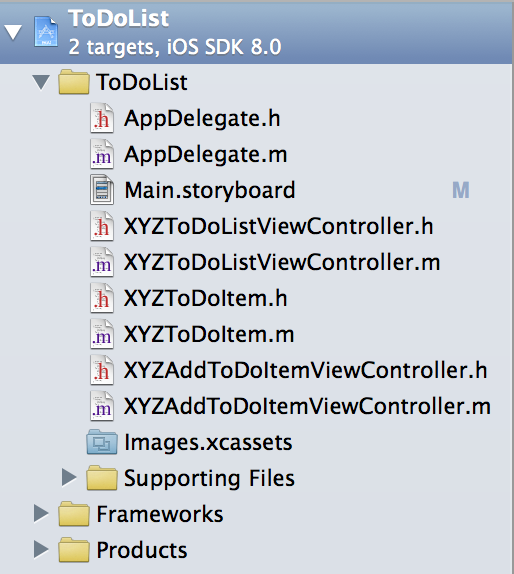 ToDoList
2 targets, iOS SDK 8.0
ToDoList
.h AppDelegate.h
.m AppDelegate.m
Main.storyboard M
.h XYZToDoListViewController.h
.m XYZToDoListViewController.m
.h XYZToDoItem.h
.m XYZToDoItem.m
.h XYZAddToDoItemViewController.h
.m XYZAddToDoItemViewController.m
Images.xcassets
Supporting Files
Frameworks
Products